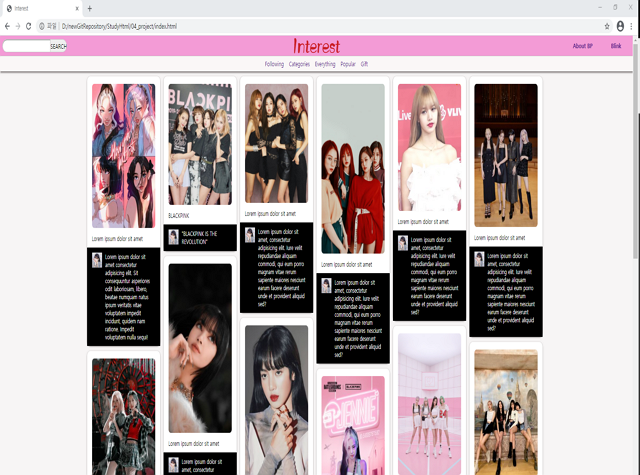 Interest
파일 D:/newGitRepository/StudyHtml/04_project/index.html
SEARCH
Interest
About BP
Blink
Following Categories Everything Popular Gift
Lorem ipsum dolor sit amet
Lorem ipsum dolor sit
amet, consectetur
adipisicing elit. Sit
consequuntur asperiores
odit laboriosam, libero,
beatae numquam natus
ipsum veritatis vitae
voluptatem impedit
incidunt, quidem nam
ratione. Impedit
voluptatem nulla sequi!
BLACKPINK
"BLACKPINK IS THE
REVOLUTION"
Lorem ipsum dolor sit amet
Lorem ipsum dolor sit
amet, consectetur
Lorem ipsum dolor sit amet
Lorem ipsum dolor sit
amet, consectetur
adipisicing elit. Iure velit
repudiandae aliquam
commodi, qui eum porro
magnam vitae rerum
sapiente maiores nesciunt
earum facere deserunt
unde et provident aliquid
sed?
Lorem ipsum dolor sit amet
Lorem ipsum dolor sit
amet, consectetur
adipisicing elit. Iure velit
repudiandae aliquam
commodi, qui eum porro
magnam vitae rerum
sapiente maiores nesciunt
earum facere deserunt
unde et provident aliquid
sed?
JENNIE
Live
Lorem ipsum dolor sit amet
Lorem ipsum dolor sit
amet, consectetur
adipisicing elit. Iure velit
repudiandae aliquam
commodi, qui eum porro
magnam vitae rerum
sapiente maiores nesciunt
earum facere deserunt
unde et provident aliquid
sed?
Lorem ipsum dolor sit amet
Lorem ipsum dolor sit
amet, consectetur
adipisicing elit. Iure velit
repudiandae aliquam
commodi, qui eum porro
magnam vitae rerum
sapiente maiores nesciunt
earum facere deserunt
unde et provident aliquid
sed?